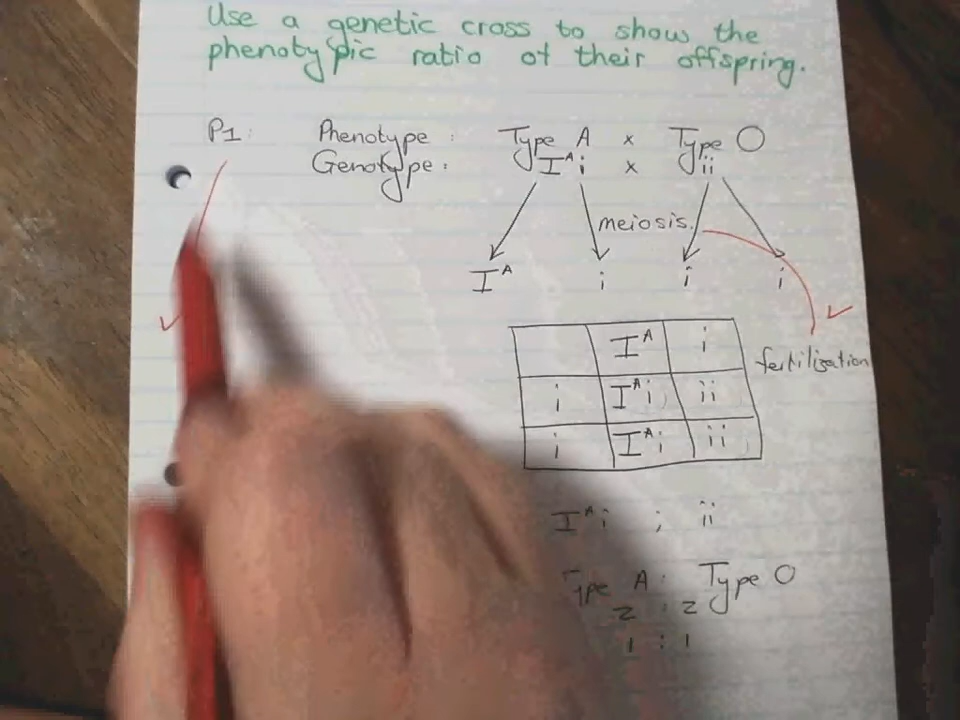 Use a genetic cross to show the
phenotypic ratio of their offspring.
P1: Phenotype : Type A x Type O
Genotype : Iᴬi x ii
meiosis.
Iᴬ i i i
Iᴬ i
fertilization
i Iᴬi ii
i Iᴬi ii
Iᴬi ; ii
Type A : Type O
2 : 2
1 : 1